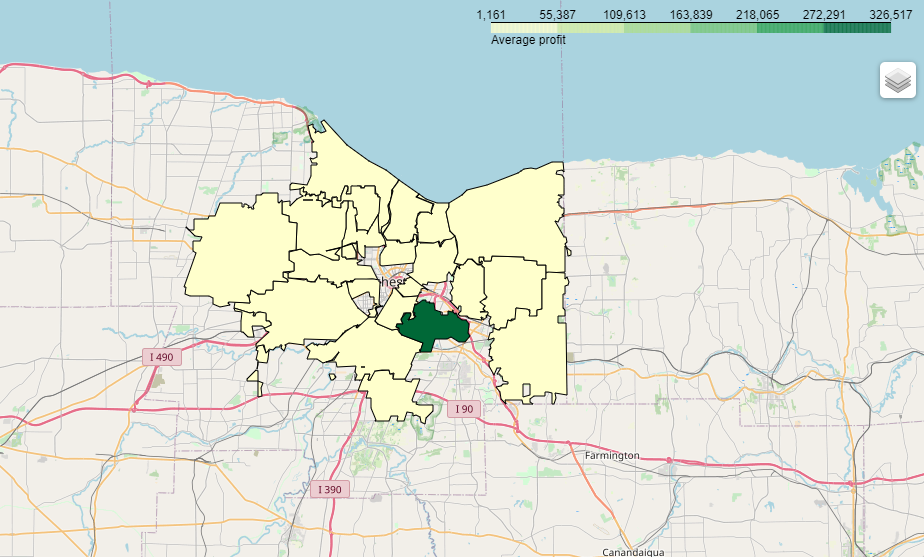 1,161 55,387 109,613 163,839 218,065 272,291 326,517
Average profit
hes
I 490
I 90
Farmington
I 390
Canandaigua